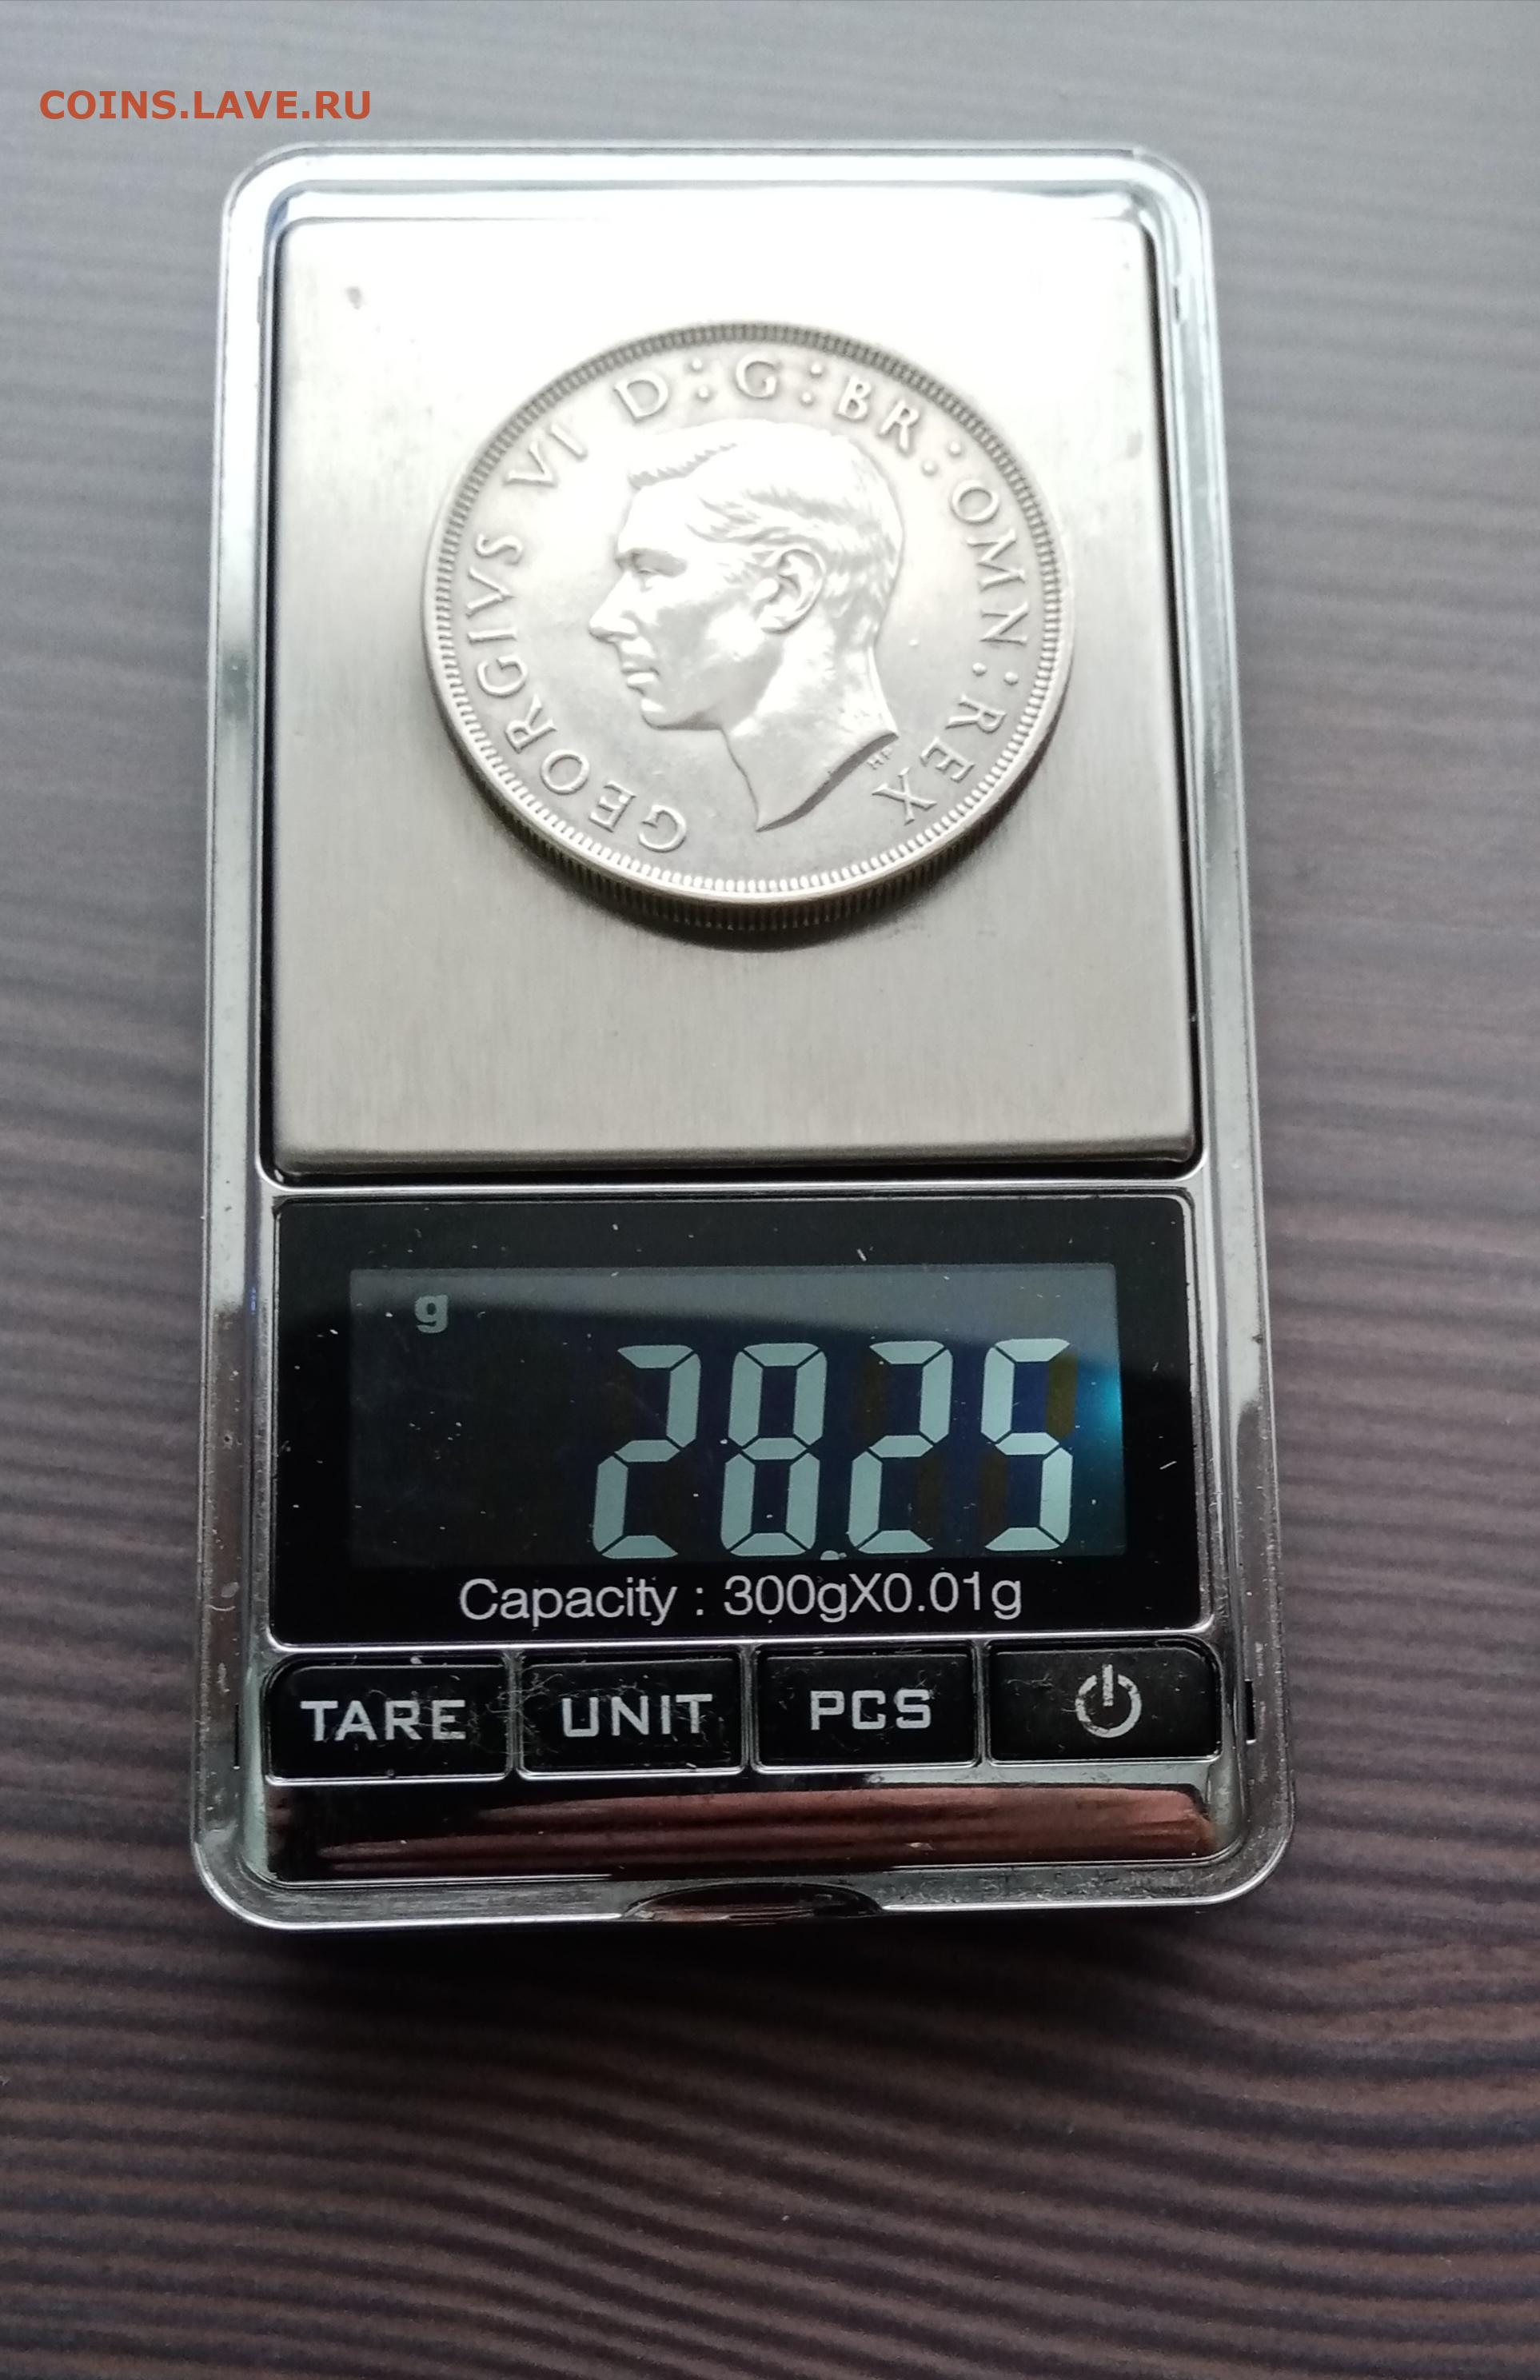 COINS.LAVE.RU
GEORGIVS VI D:G:BR:OMN:REX
HP
g
28.25
Capacity : 300gX0.01g
TARE UNIT PCS